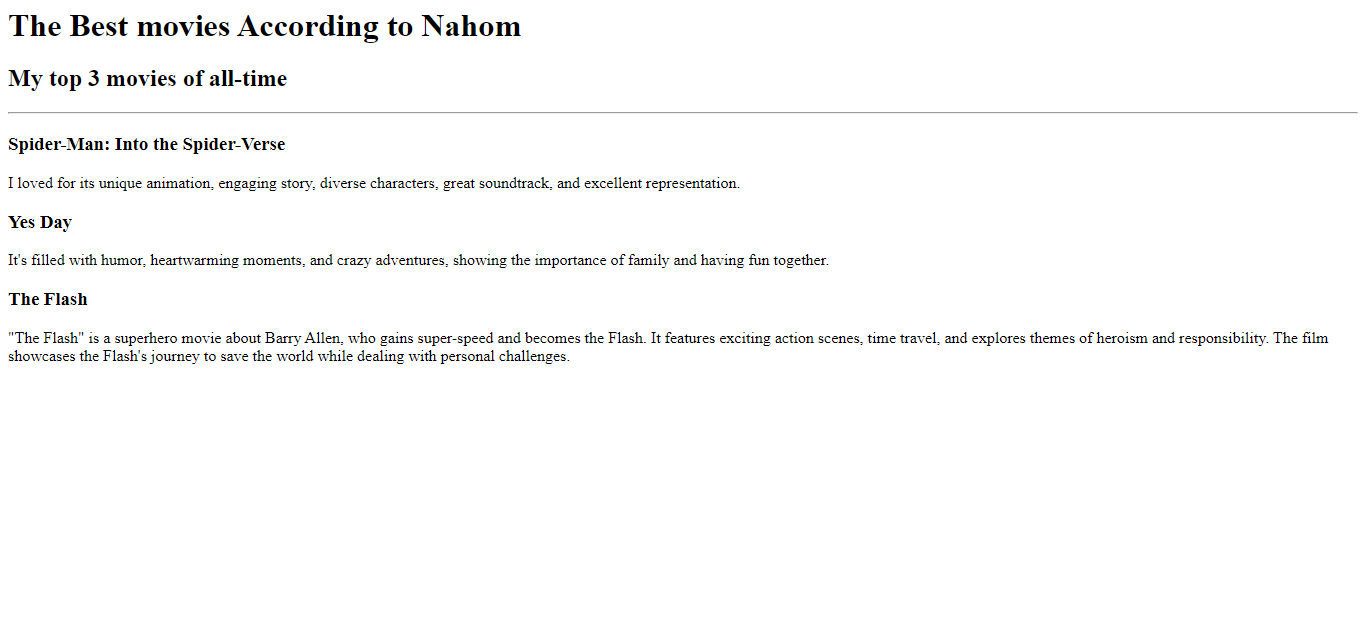 The Best movies According to Nahom
My top 3 movies of all-time
Spider-Man: Into the Spider-Verse
I loved for its unique animation, engaging story, diverse characters, great soundtrack, and excellent representation.
Yes Day
It's filled with humor, heartwarming moments, and crazy adventures, showing the importance of family and having fun together.
The Flash
"The Flash" is a superhero movie about Barry Allen, who gains super-speed and becomes the Flash. It features exciting action scenes, time travel, and explores themes of heroism and responsibility. The film
showcases the Flash's journey to save the world while dealing with personal challenges.